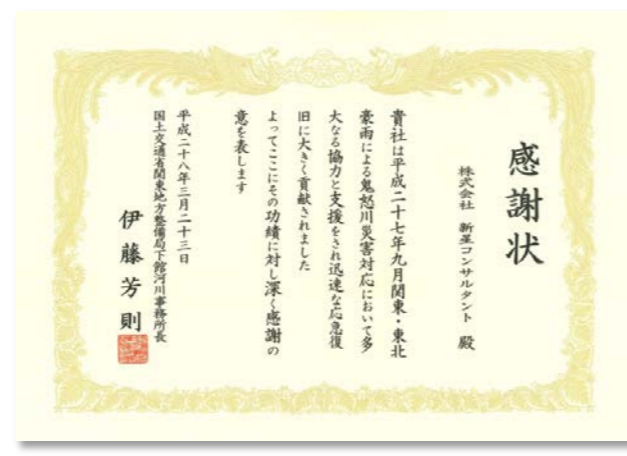 感謝状
株式会社 新星コンサルタント 殿
貴社は平成二十七年九月関東・東北
豪雨による鬼怒川災害対応において多
大なる協力と支援をされ迅速な応急復
旧に大きく貢献されました
よってここにその功績に対し深く感謝の
意を表します
平成二十八年三月二十三日
国土交通省関東地方整備局下館河川事務所長
伊藤芳則